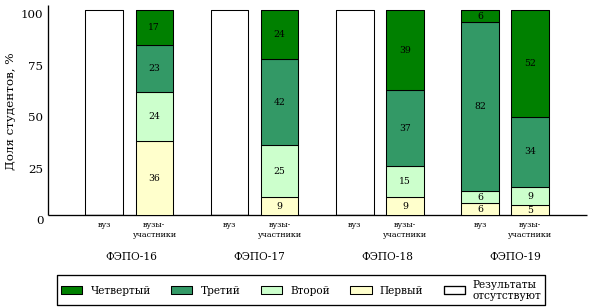 100
75
50
25
0
Доля студентов, %
17
23
24
36
24
42
25
9
39
37
15
9
6
82
6
6
52
34
9
5
вуз
вузы-
участники
вуз
вузы-
участники
вуз
вузы-
участники
вуз
вузы-
участники
ФЭПО-16
ФЭПО-17
ФЭПО-18
ФЭПО-19
Четвертый
Третий
Второй
Первый
Результаты
отсутствуют